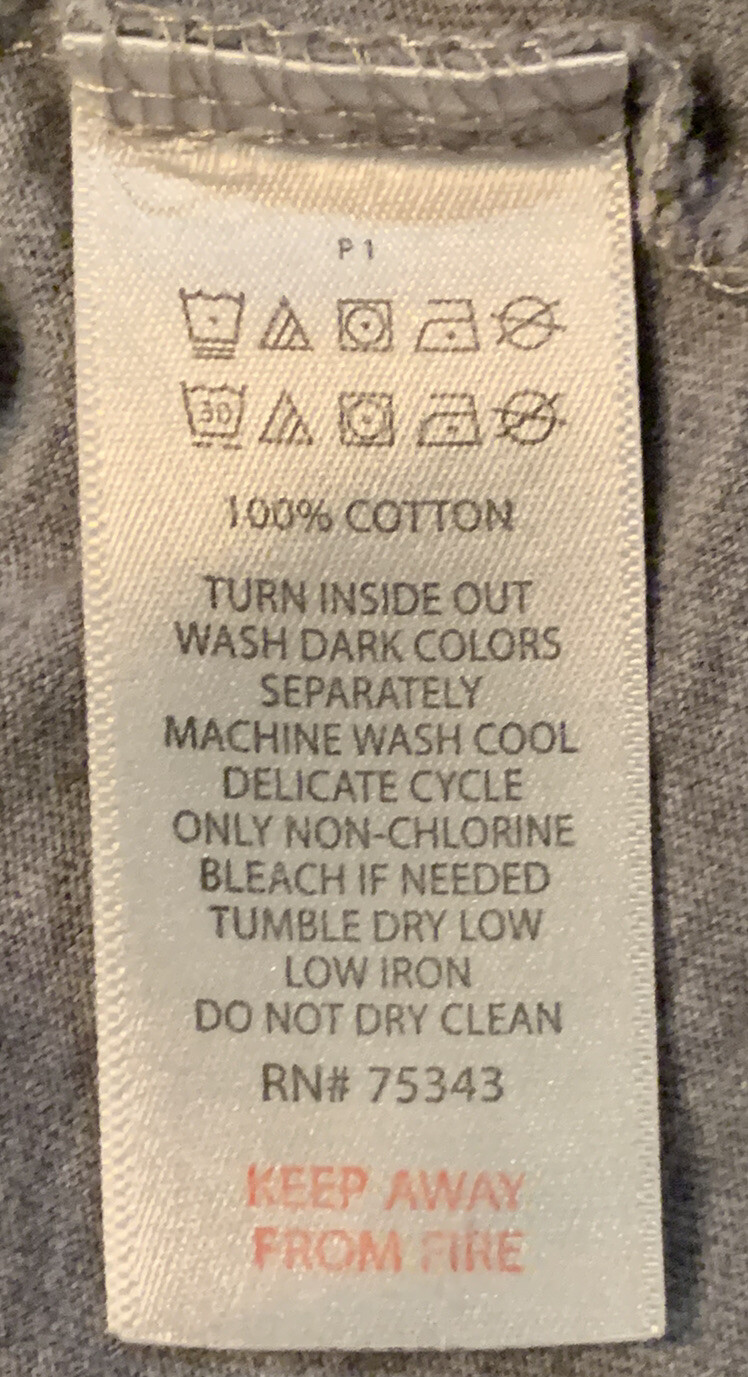 P 1
30
100% COTTON
TURN INSIDE OUT
WASH DARK COLORS
SEPARATELY
MACHINE WASH COOL
DELICATE CYCLE
ONLY NON-CHLORINE
BLEACH IF NEEDED
TUMBLE DRY LOW
LOW IRON
DO NOT DRY CLEAN
RN# 75343
KEEP AWAY
FROM FIRE